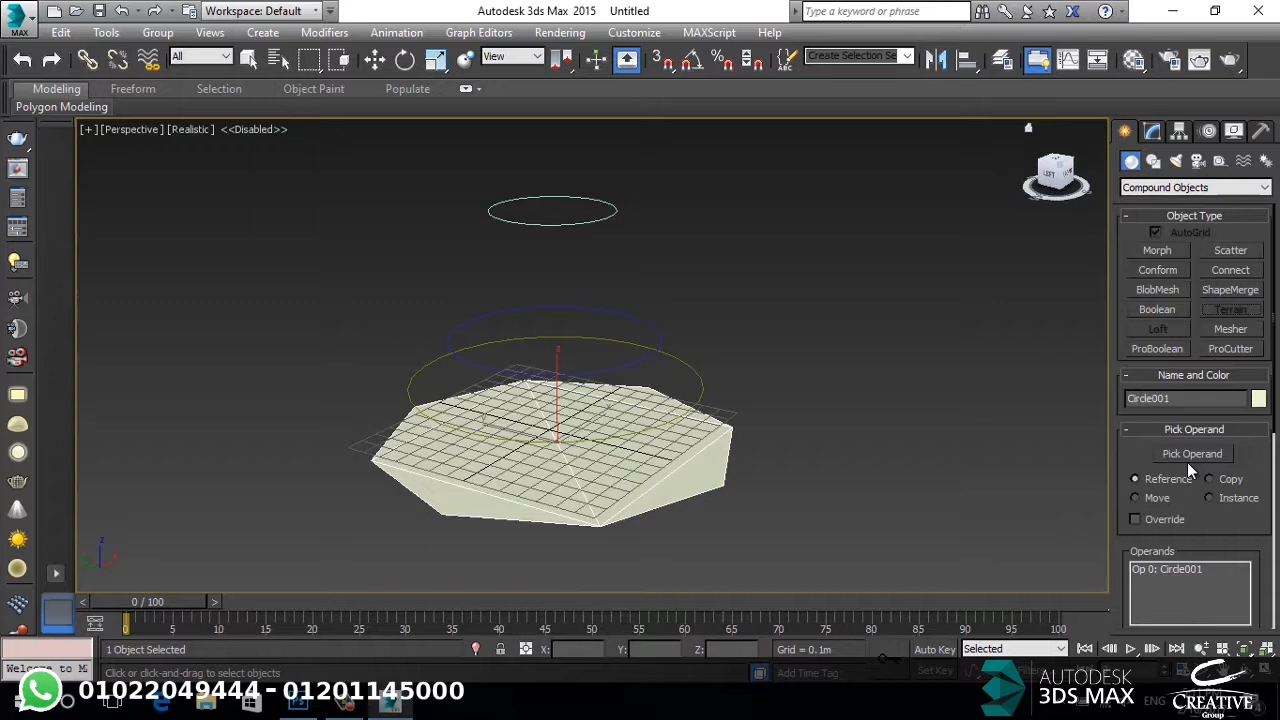 Workspace: Default
Autodesk 3ds Max 2015
Untitled
Type a keyword or phrase
MAX
Edit
Tools
Group
Views
Create
Modifiers
Animation
Graph Editors
Rendering
Customize
MAXScript
Help
All
View
Create Selection Se
Modeling
Freeform
Selection
Object Paint
Populate
Polygon Modeling
[+] [Perspective] [Realistic] <<Disabled>>
LEFT
Compound Objects
Object Type
AutoGrid
Morph
Scatter
Conform
Connect
BlobMesh
ShapeMerge
Boolean
Terrain
Loft
Mesher
ProBoolean
ProCutter
Name and Color
Circle001
Pick Operand
Pick Operand
Reference
Copy
Move
Instance
Override
Operands
Op 0: Circle001
z
z
x
0 / 100
0 5 10 15 20 25 30 35 40 45 50 55 60 65 70 75 80 85 90 95 100
1 Object Selected
X:
Y:
Z:
Grid = 0.1m
Auto Key
Selected
Welcome to M
Click or click-and-drag to select objects
Add Time Tag
Set Key
01022049444 - 01201145000
AUTODESK
3DS MAX
ENG
CREATIVE
Group